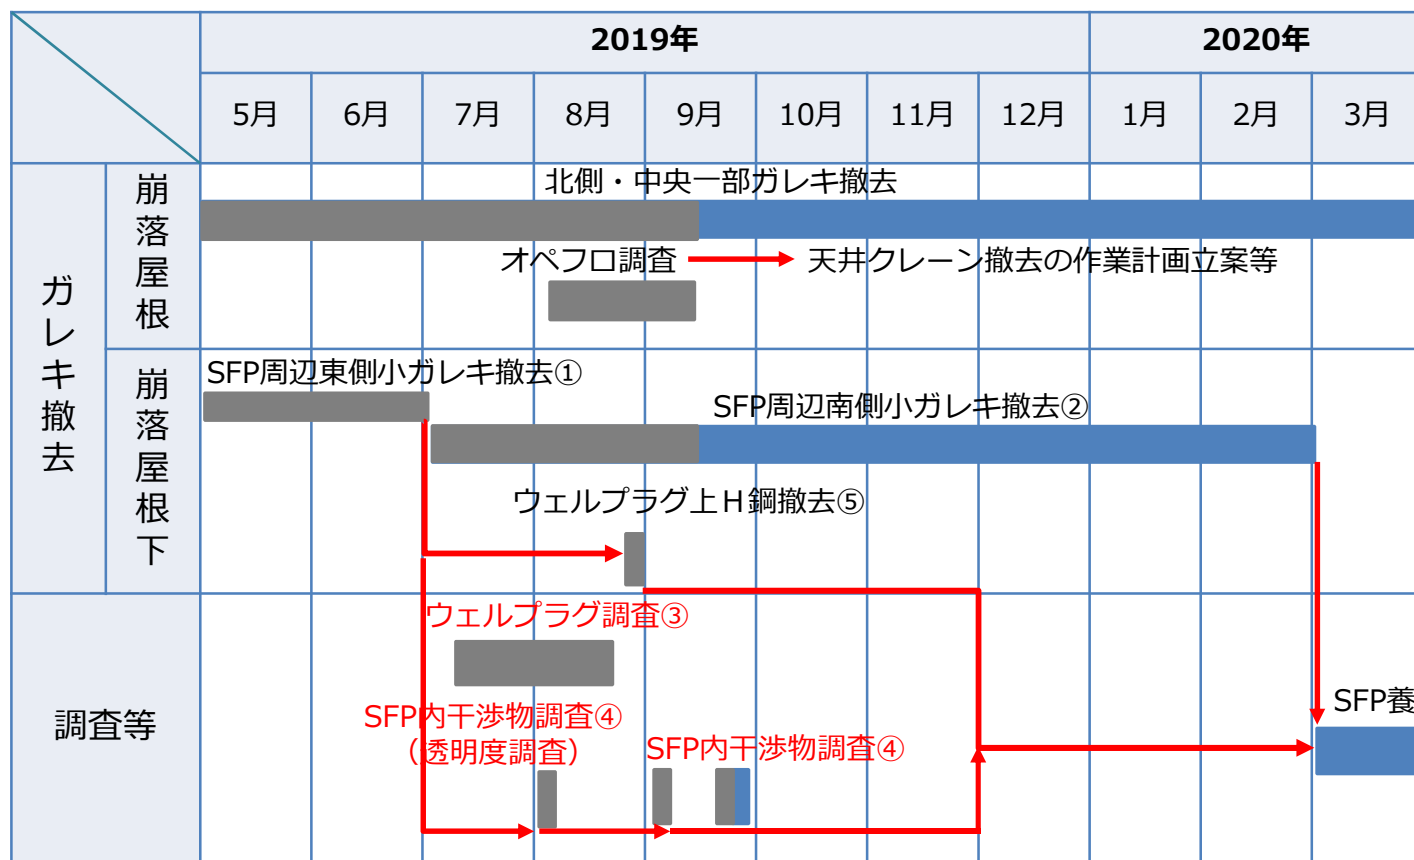 2019年
2020年
5月
6月
7月
8月
9月
10月
11月
12月
1月
2月
3月
ガレキ撤去
崩落屋根
北側・中央一部ガレキ撤去
オペフロ調査
天井クレーン撤去の作業計画立案等
崩落屋根下
SFP周辺東側小ガレキ撤去①
SFP周辺南側小ガレキ撤去②
ウェルプラグ上H鋼撤去⑤
調査等
ウェルプラグ調査③
SFP内干渉物調査④
（透明度調査）
SFP内干渉物調査④
SFP養